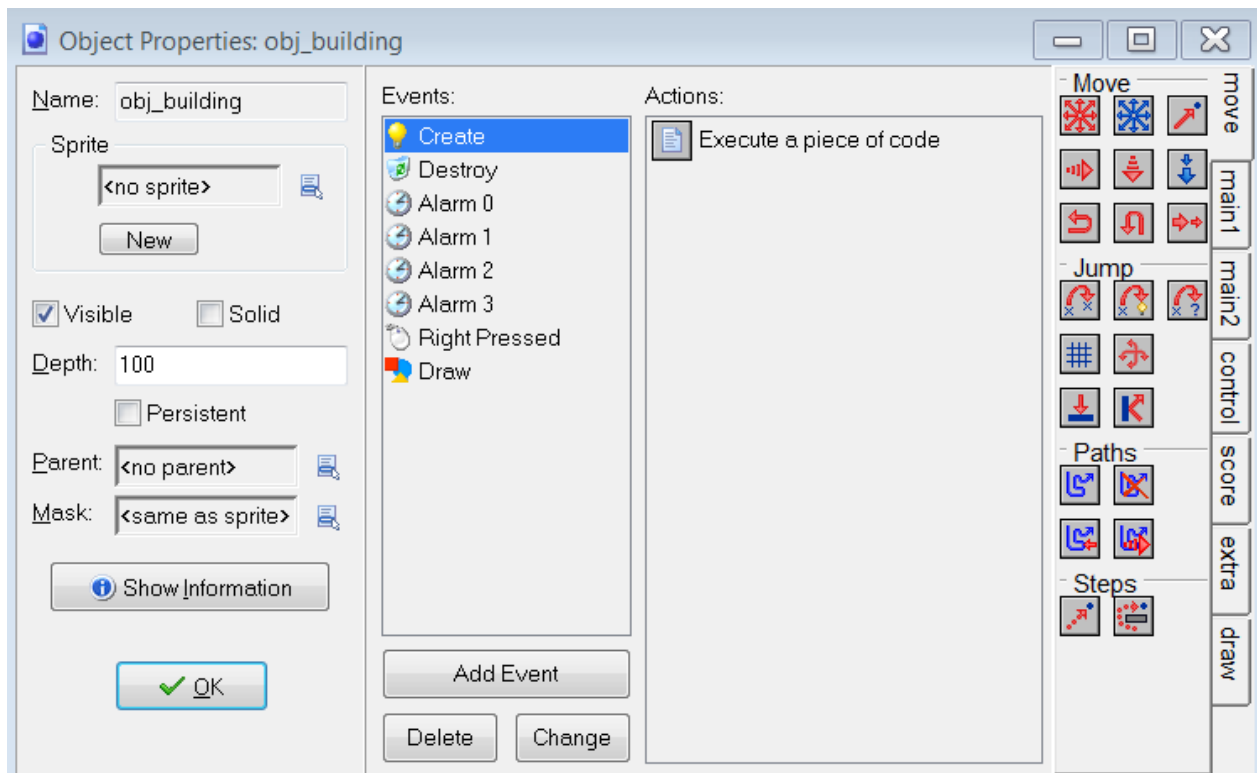 Object Properties: obj_building
Name: obj_building
Sprite
<no sprite>
New
Visible
Solid
Depth: 100
Persistent
Parent: <no parent>
Mask: <same as sprite>
Show Information
OK
Events:
Create
Destroy
Alarm 0
Alarm 1
Alarm 2
Alarm 3
Right Pressed
Draw
Add Event
Delete
Change
Actions:
Execute a piece of code
Move
Jump
Paths
Steps
move
main1
main2
control
score
extra
draw